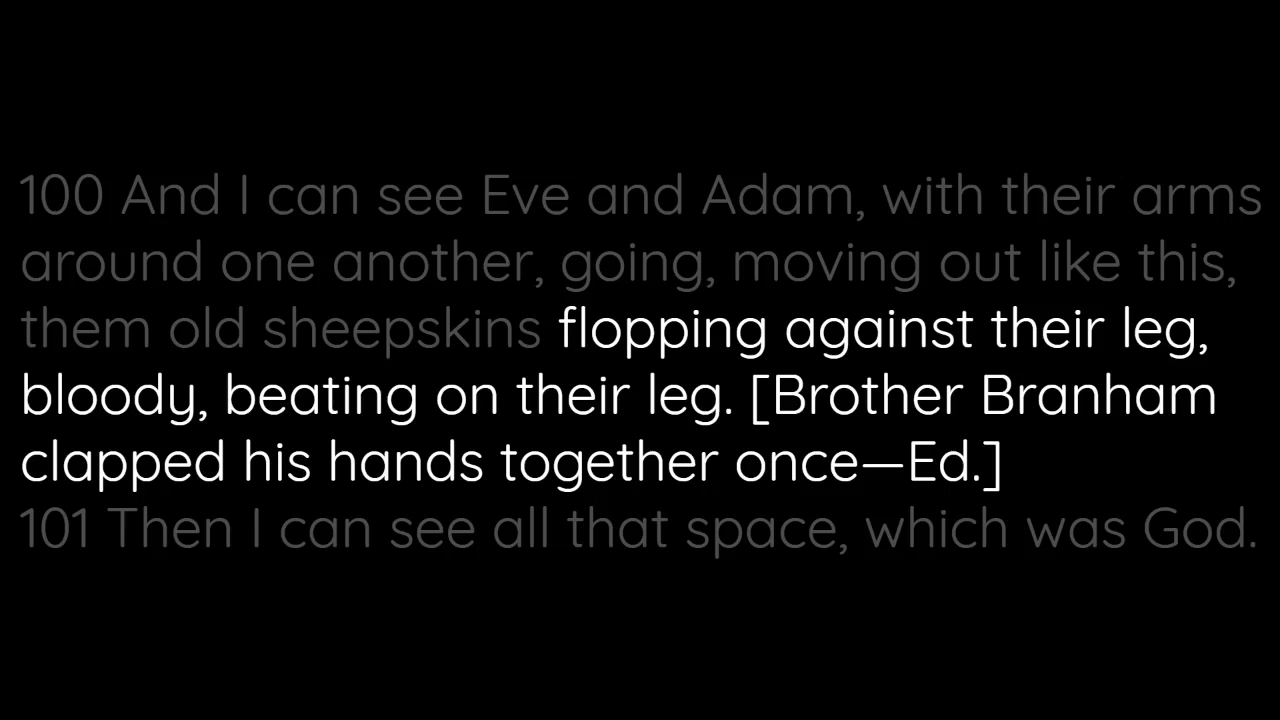 100 And I can see Eve and Adam, with their arms
around one another, going, moving out like this,
them old sheepskins flopping against their leg,
bloody, beating on their leg. [Brother Branham
clapped his hands together once—Ed.]
101 Then I can see all that space, which was God.